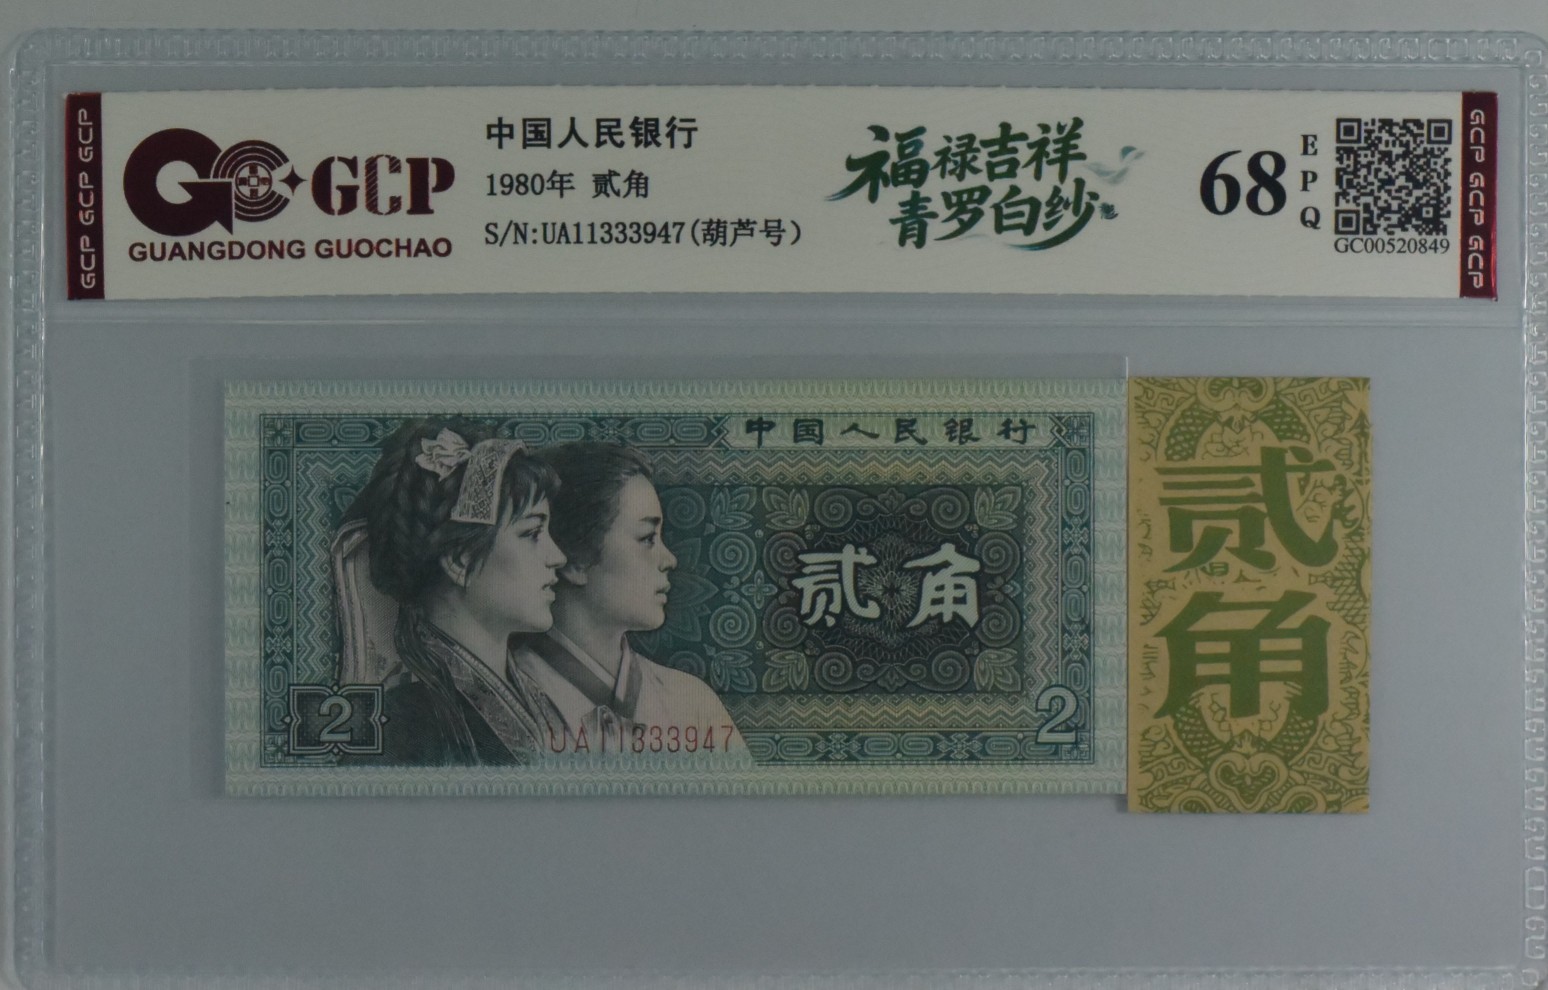 GCP GCP GCP
GCP
GUANGDONG GUOCHAO
中国人民银行
1980年 贰角
S/N:UA11333947(葫芦号)
福禄吉祥
青罗白纱
68
EPQ
GC00520849
GCP GCP GCP
中国人民银行
贰角
2
2
UA11333947
贰角